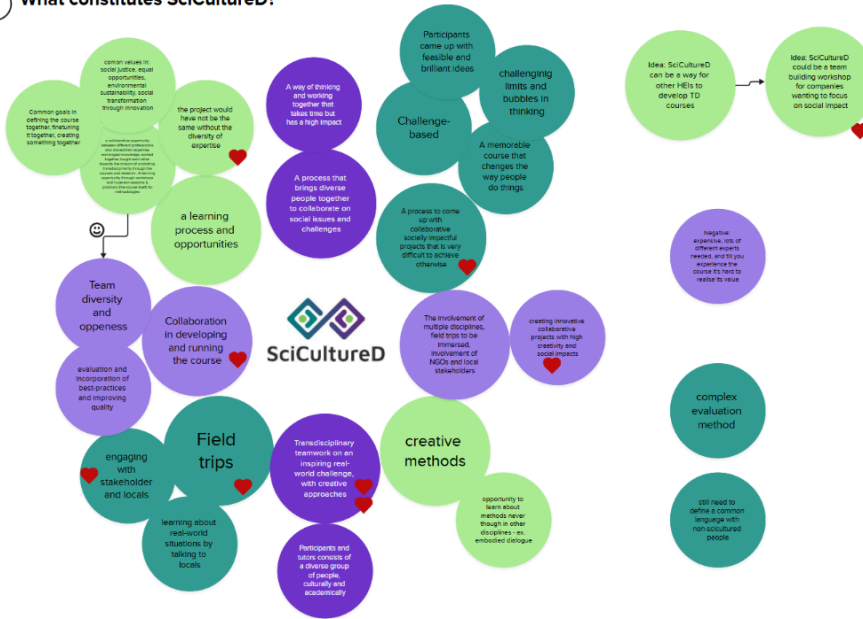 What constitutes SciCultureD?
comon values in:
social justice, equal
opportunities,
environmental
sustainability, social
transformation
through innovation
Common goals in
defining the course
together, finetuning
it together, creating
something together
the project would
have not be the
same without the
diversity of
expertise
a learning
process and
opportunities
Team
diversity
and
oppeness
Collaboration
in developing
and running
the course
evaluation and
incorporation of
best-practices
and improving
quality
engaging
with
stakeholder
and locals
Field
trips
learning about
real-world
situations by
talking to
locals
A way of thinking
and working
together that
takes time but
has a high impact
A process that
brings diverse
people together
to collaborate on
social issues and
challenges
SciCultureD
Transdisciplinary
teamwork on an
inspiring real-
world challenge,
with creative
approaches
Participants and
tutors consists of
a diverse group
of people,
culturally and
academically
Participants
came up with
feasible and
brilliant ideas
challenging
limits and
bubbles in
thinking
Challenge-
based
A memorable
course that
changes the
way people
do things
A process to come
up with
collaborative
socially impactful
projects that is very
difficult to achieve
otherwise
The involvement of
multiple disciplines,
field trips to be
immersed,
involvement of
NGOs and local
stakeholders
creating innovative
collaborative
projects with high
creativity and
social impacts
creative
methods
opportunity to
learn about
methods never
though in other
disciplines - ex.
embodied dialogue
Idea: SciCultureD
can be a way for
other HEIs to
develop TD
courses
Idea: SciCultureD
could be a team
building workshop
for companies
wanting to focus
on social impact
Negative:
expensive, lots of
different experts
needed, and till you
experience the
course it's hard to
realise its value
complex
evaluation
method
still need to
define a common
language with
non-scicultured
people